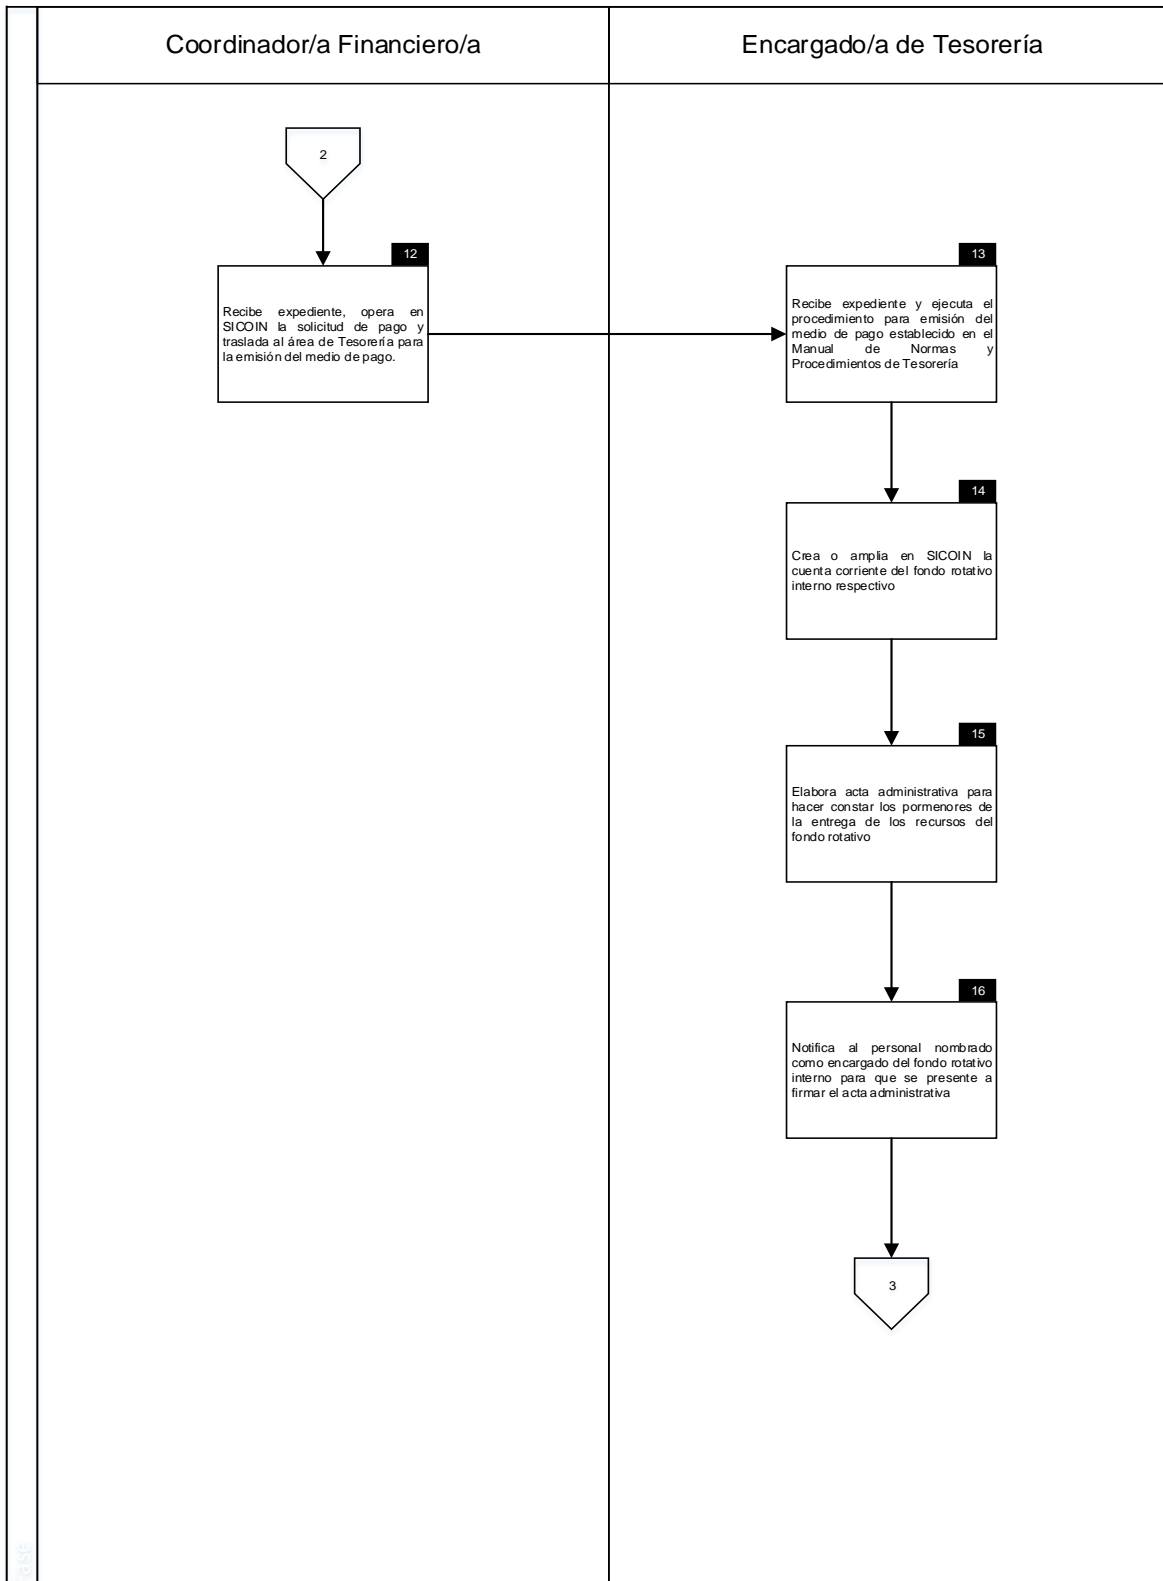 Coordinador/a Financiero/a
Encargado/a de Tesorería
2
12
Recibe expediente, opera en
SICOIN la solicitud de pago y
traslada al área de Tesorería para
la emisión del medio de pago.
13
Recibe expediente y ejecuta el
procedimiento para emisión del
medio de pago establecido en el
Manual de Normas y
Procedimientos de Tesorería
14
Crea o amplia en SICOIN la
cuenta corriente del fondo rotativo
interno respectivo
15
Elabora acta administrativa para
hacer constar los pormenores de
la entrega de los recursos del
fondo rotativo
16
Notifica al personal nombrado
como encargado del fondo rotativo
interno para que se presente a
firmar el acta administrativa
3